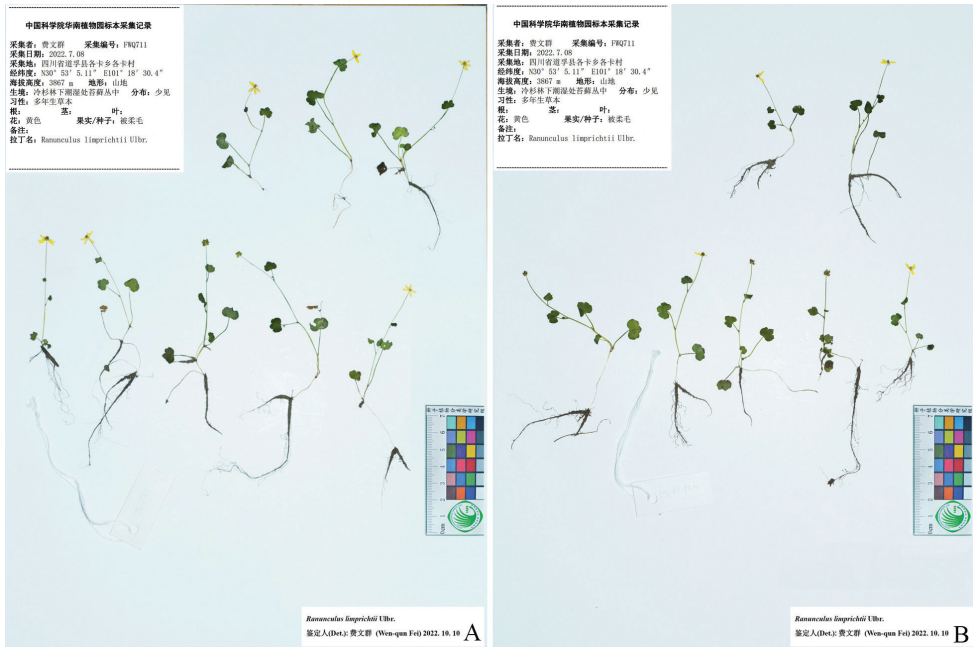 中国科学院华南植物园标本采集记录
采集者：费文群 采集编号：FWQ711
采集日期：2022.7.08
采集地：四川省道孚县各卡乡各卡村
经纬度：N30° 53′ 5.11″ E101° 18′ 30.4″
海拔高度：3867 m 地形：山地
生境：冷杉林下潮湿处苔藓丛中 分布：少见
习性：多年生草本
根： 茎： 叶：
花：黄色 果实/种子：被柔毛
备注：
拉丁名：Ranunculus limprichtii Ulbr.
Ranunculus limprichtii Ulbr.
鉴定人(Det.): 费文群 (Wen-qun Fei) 2022. 10. 10
A
中国科学院华南植物园标本采集记录
采集者：费文群 采集编号：FWQ711
采集日期：2022.7.08
采集地：四川省道孚县各卡乡各卡村
经纬度：N30° 53′ 5.11″ E101° 18′ 30.4″
海拔高度：3867 m 地形：山地
生境：冷杉林下潮湿处苔藓丛中 分布：少见
习性：多年生草本
根： 茎： 叶：
花：黄色 果实/种子：被柔毛
备注：
拉丁名：Ranunculus limprichtii Ulbr.
Ranunculus limprichtii Ulbr.
鉴定人(Det.): 费文群 (Wen-qun Fei) 2022. 10. 10
B